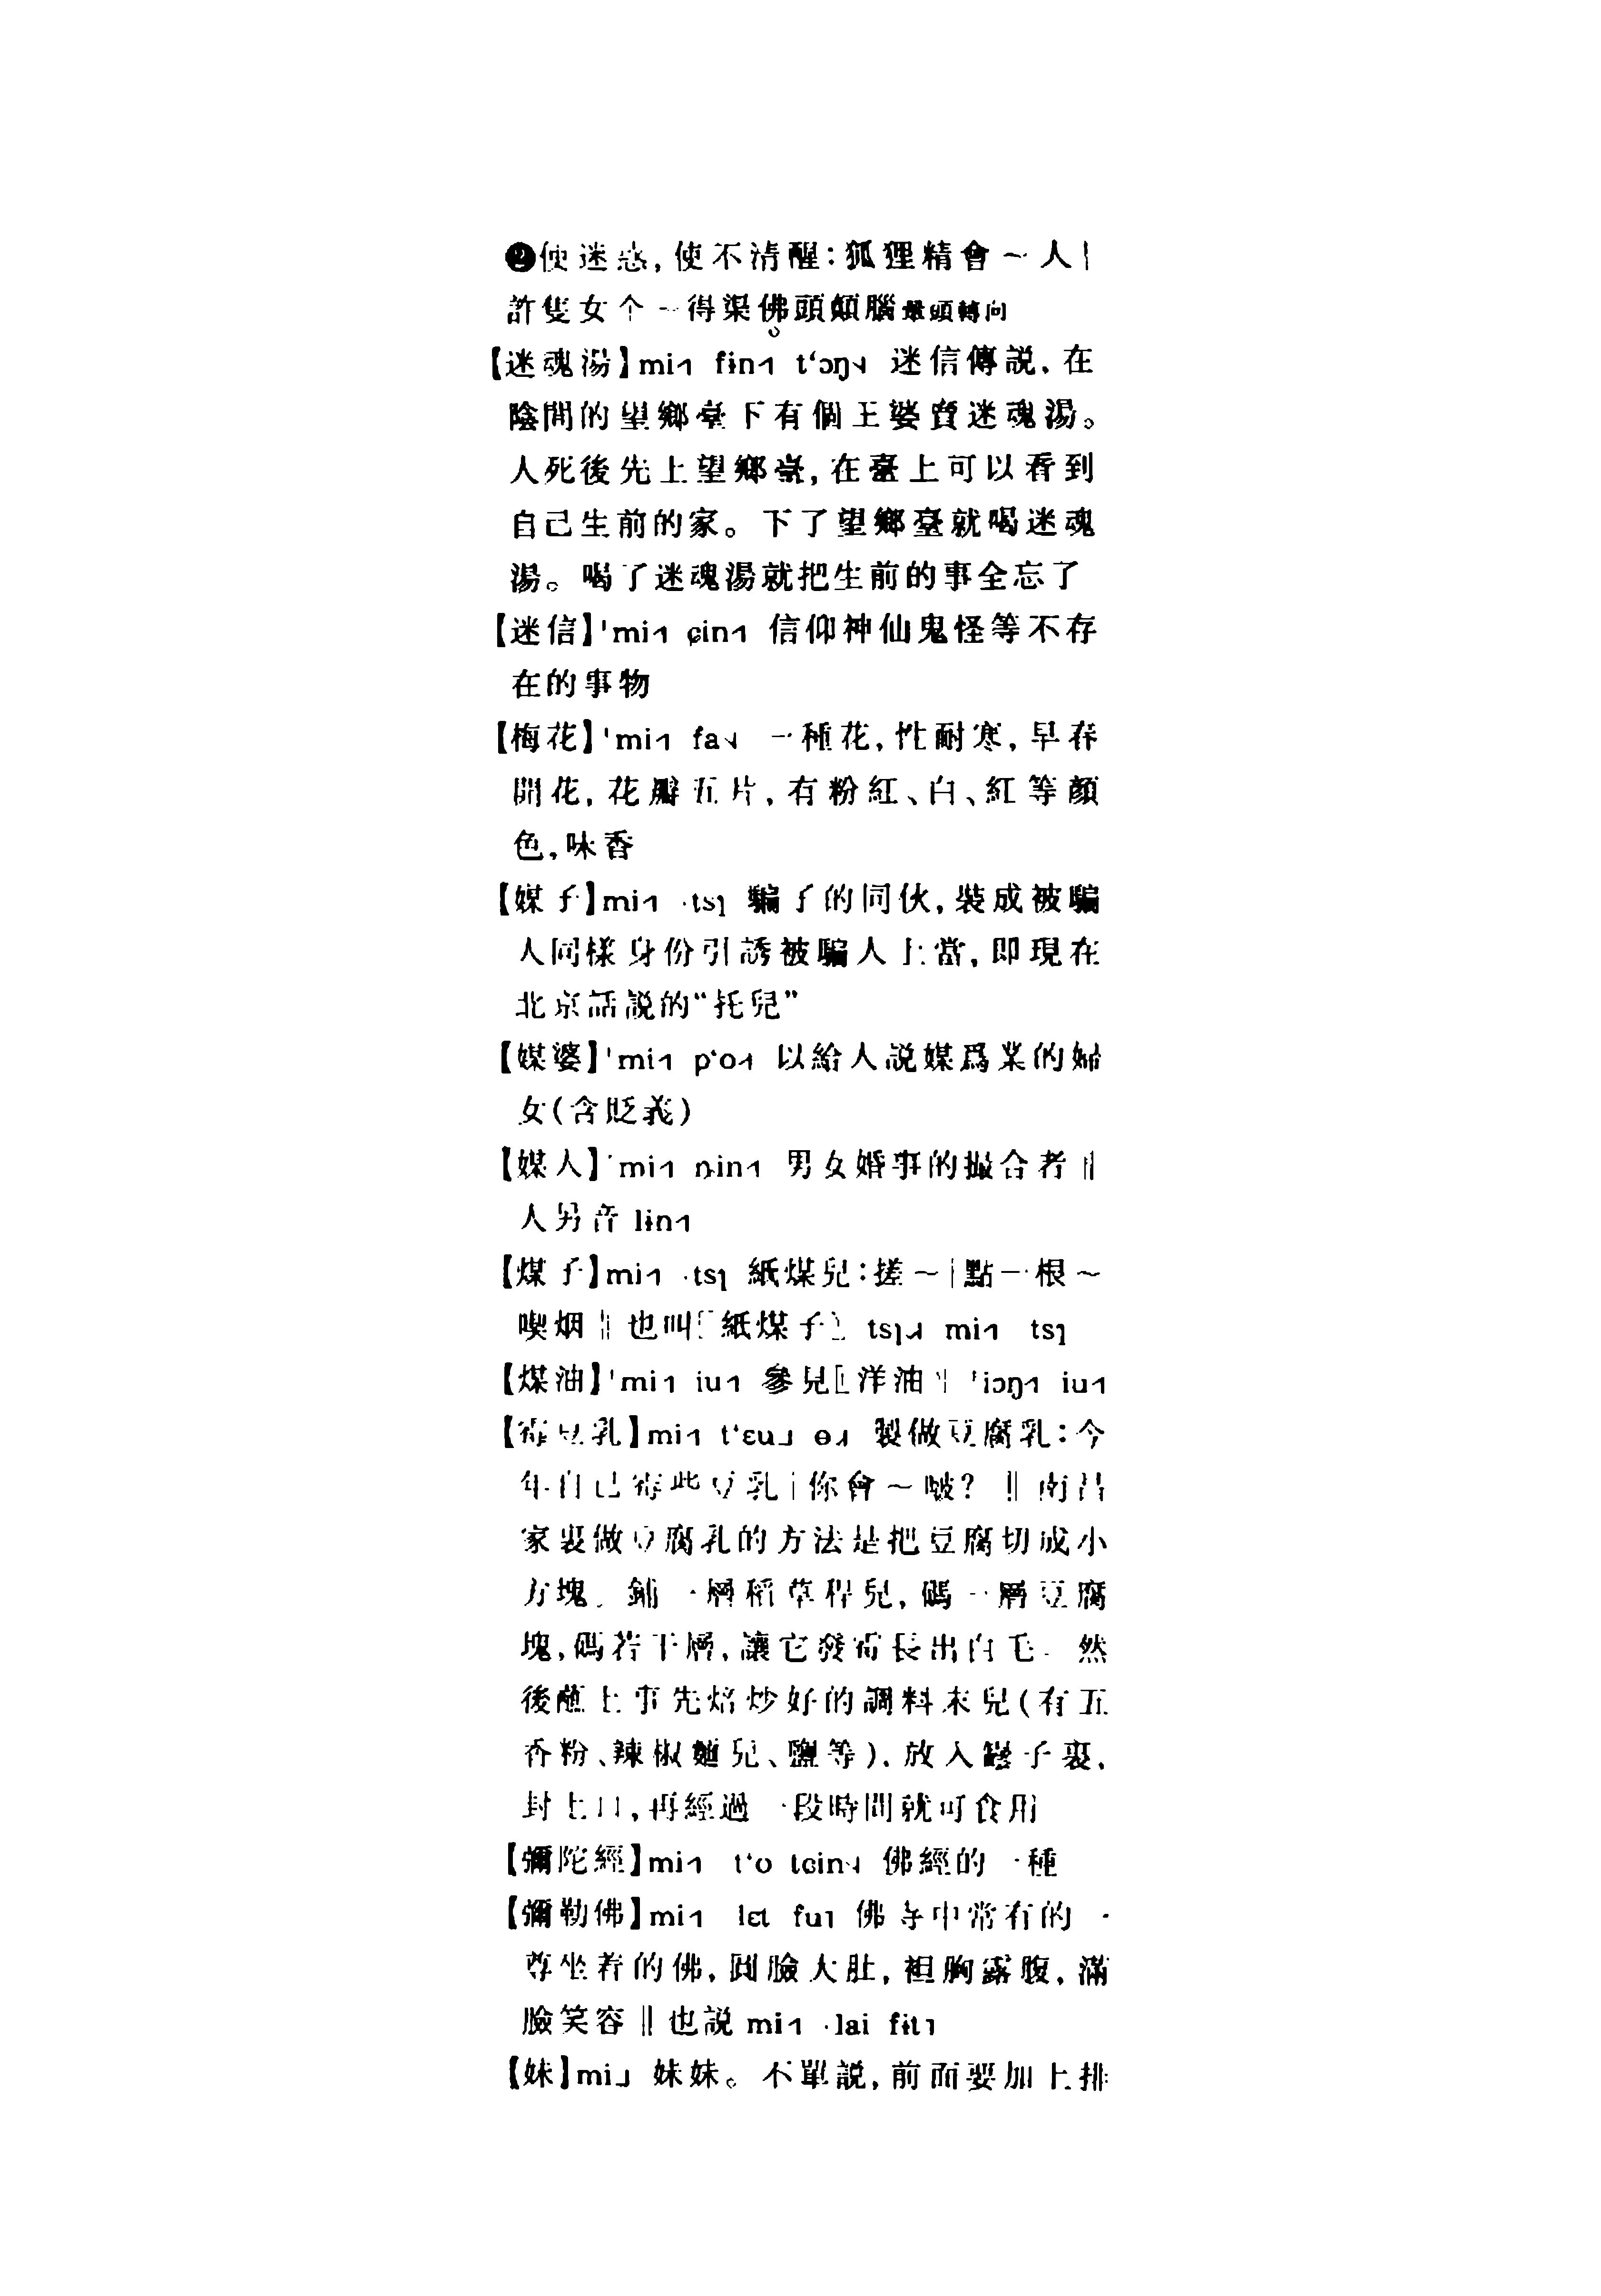 ❷使迷惑，使不清醒：狐狸精會～人｜
許隻女个～得渠佛頭顛腦暈頭轉向
【迷魂湯】mi˧˥ fɨn˧˥ t‘ɔŋ 迷信傳説，在
陰間的望鄉臺下有個王婆賣迷魂湯。
人死後先上望鄉臺，在臺上可以看到
自己生前的家。下了望鄉臺就喝迷魂
湯。喝了迷魂湯就把生前的事全忘了
【迷信】ˈmi ɕin 信仰神仙鬼怪等不存
在的事物
【梅花】ˈmi fa 一種花，性耐寒，早春
開花，花瓣五片，有粉紅、白、紅等顔
色，味香
【媒子】mi ·tsɿ 騙子的同伙，裝成被騙
人同樣身份引誘被騙人上當，即現在
北京話説的“托兒”
【媒婆】ˈmi p‘o 以給人説媒爲業的婦
女(含貶義)
【媒人】ˈmi ȵin 男女婚事的撮合者‖
人另音 lɨn
【煤子】mi ·tsɿ 紙煤兒：搓～｜點一根～
喫烟‖也叫［紙煤子］tsɿ mi tsɿ
【煤油】ˈmi iu 參見［洋油］ˈiɔŋ iu
【霉豆乳】mi t‘ɛu ɵ 製做豆腐乳：今
年自己霉些豆乳｜你會～啵？‖南昌
家裏做豆腐乳的方法是把豆腐切成小
方塊，鋪一層稻草稈兒，碼一層豆腐
塊，碼若干層，讓它發霉長出白毛，然
後蘸上事先焙炒好的調料末兒(有五
香粉、辣椒麵兒、鹽等)，放入罎子裏，
封上口，再經過一段時間就可食用
【彌陀經】mi t‘o tɕin 佛經的一種
【彌勒佛】mi lɛt fuɿ 佛寺中常有的一
尊坐着的佛，圓臉大肚，袒胸露腹，滿
臉笑容‖也説 mi ·lai fɨt
【妹】mi 妹妹。不單説，前面要加上排